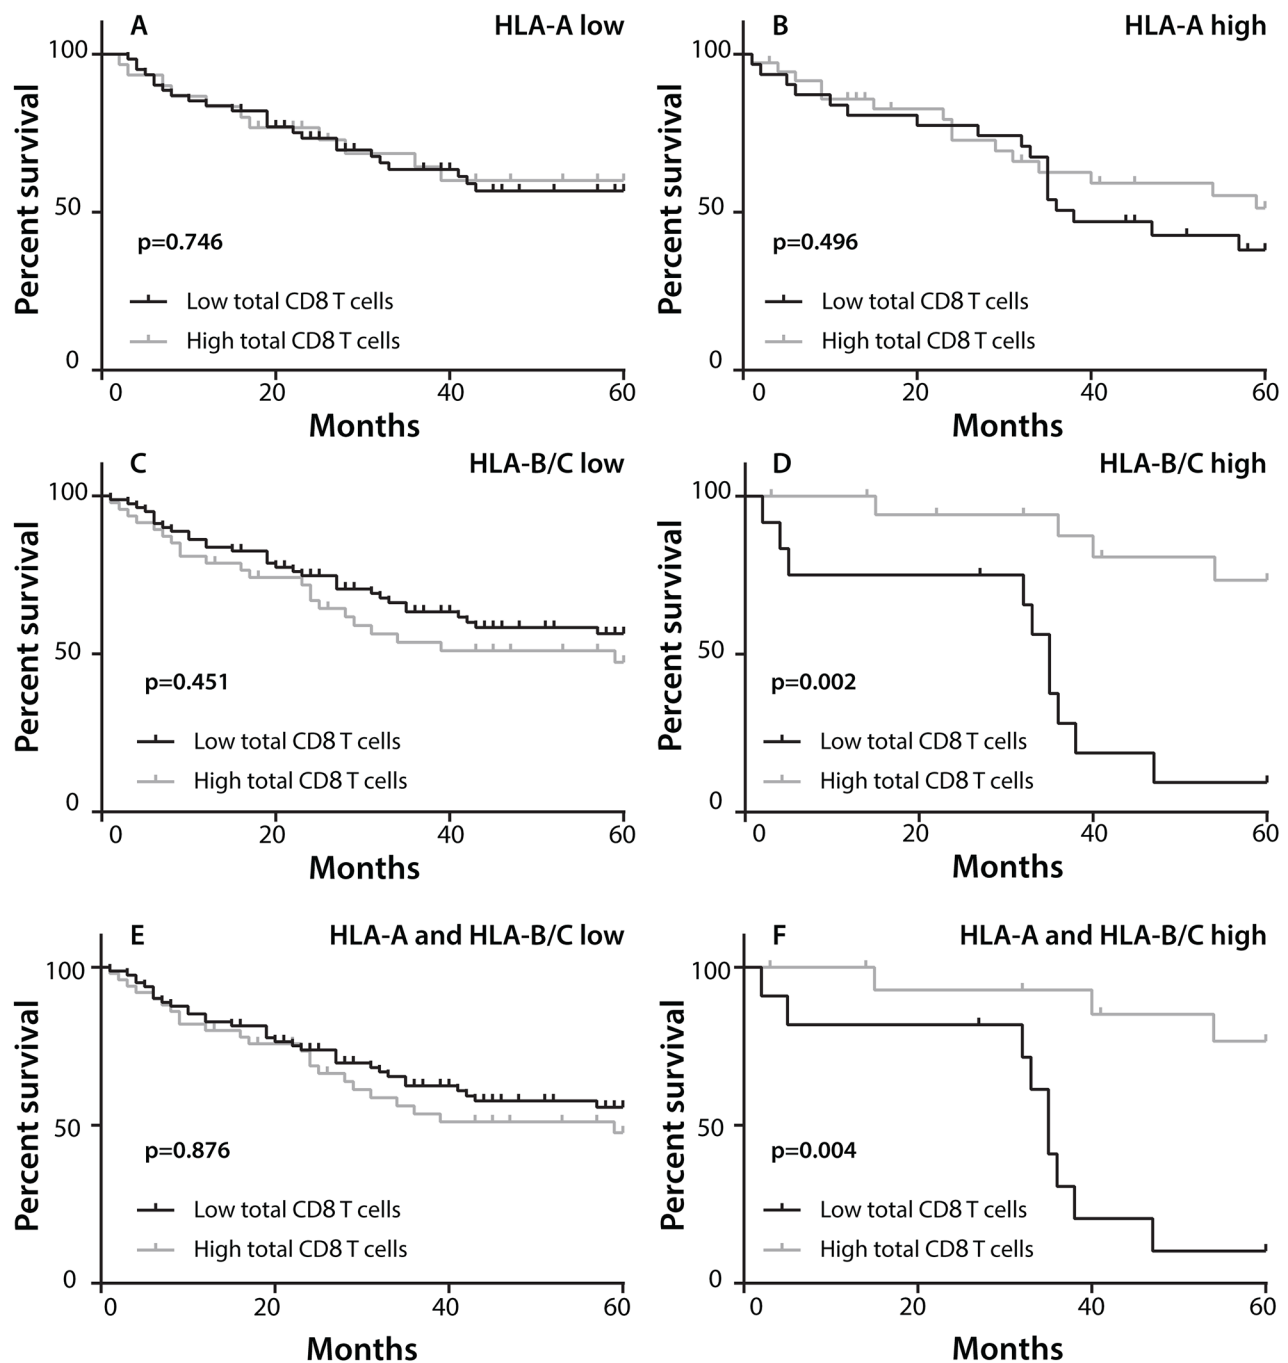 A
HLA-A low
100
50
0
Percent survival
p=0.746
Low total CD8 T cells
High total CD8 T cells
0 20 40 60
Months
B
HLA-A high
100
50
0
Percent survival
p=0.496
Low total CD8 T cells
High total CD8 T cells
0 20 40 60
Months
C
HLA-B/C low
100
50
0
Percent survival
p=0.451
Low total CD8 T cells
High total CD8 T cells
0 20 40 60
Months
D
HLA-B/C high
100
50
0
Percent survival
p=0.002
Low total CD8 T cells
High total CD8 T cells
0 20 40 60
Months
E
HLA-A and HLA-B/C low
100
50
0
Percent survival
p=0.876
Low total CD8 T cells
High total CD8 T cells
0 20 40 60
Months
F
HLA-A and HLA-B/C high
100
50
0
Percent survival
p=0.004
Low total CD8 T cells
High total CD8 T cells
0 20 40 60
Months